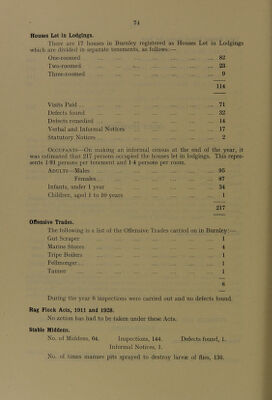 74
Houses Let in Lodgings.
There are 17 houses in Burnley registered as Houses Let in Lodgings
which are divided in separate tenements, as follows:—
One-roomed ... 82
Two-roomed ... 23
Three-roomed ... 9
114
Visits Paid ... 71
Defects found ... 32
Defects remedied ... 14
Verbal and Informal Notices ... 17
Statutory Notices ... 2
OCCUPANTS—On making an informal census at the end of the year, it
was estimated that 217 persons occupied the houses let in lodgings. This repre-
sents 1·91 persons per tenement and 1·4 persons per room.
ADULTS—Males ... 95
Females ... 87
Infants, under 1 year ... 34
Children, aged 1 to 10 years ... 1
217
Offensive Trades.
The following is a list of the Offensive Trades carried on in Burnley:—
Gut Scraper ... 1
Marine Stores ... 4
Tripe Boilers ... 1
Fellmonger ... 1
Tanner ... 1
8
During the year 8 inspections were carried out and no defects found.
Rag Flock Acts, 1911 and 1928.
No action has had to be taken under these Acts.
Stable Middens.
No. of Middens, 64. Inspections, 144. Defects found, 1.
Informal Notices, 1.
No. of times manure pits sprayed to destroy larvæ of flies, 130.